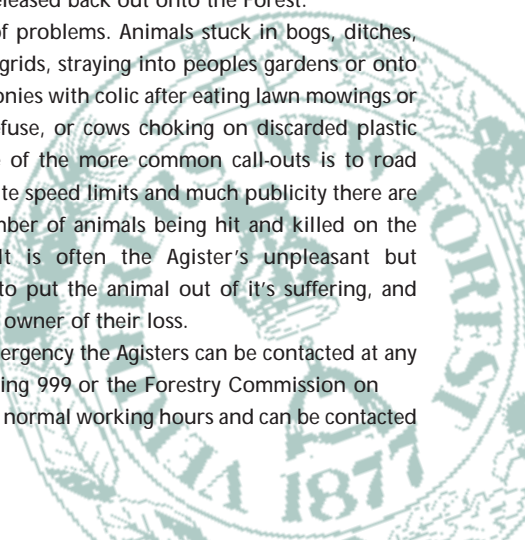 eleased back out onto the Forest.
of problems. Animals stuck in bogs, ditches,
grids, straying into peoples gardens or onto
onies with colic after eating lawn mowings or
efuse, or cows choking on discarded plastic
of the more common call-outs is to road
ite speed limits and much publicity there are
mber of animals being hit and killed on the
It is often the Agister's unpleasant but
to put the animal out of it's suffering, and
owner of their loss.
ergency the Agisters can be contacted at any
ing 999 or the Forestry Commission on
normal working hours and can be contacted
VERDERERS NEW FOREST
1877